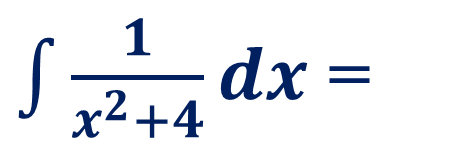 ∫ 1/(x²+4) dx =